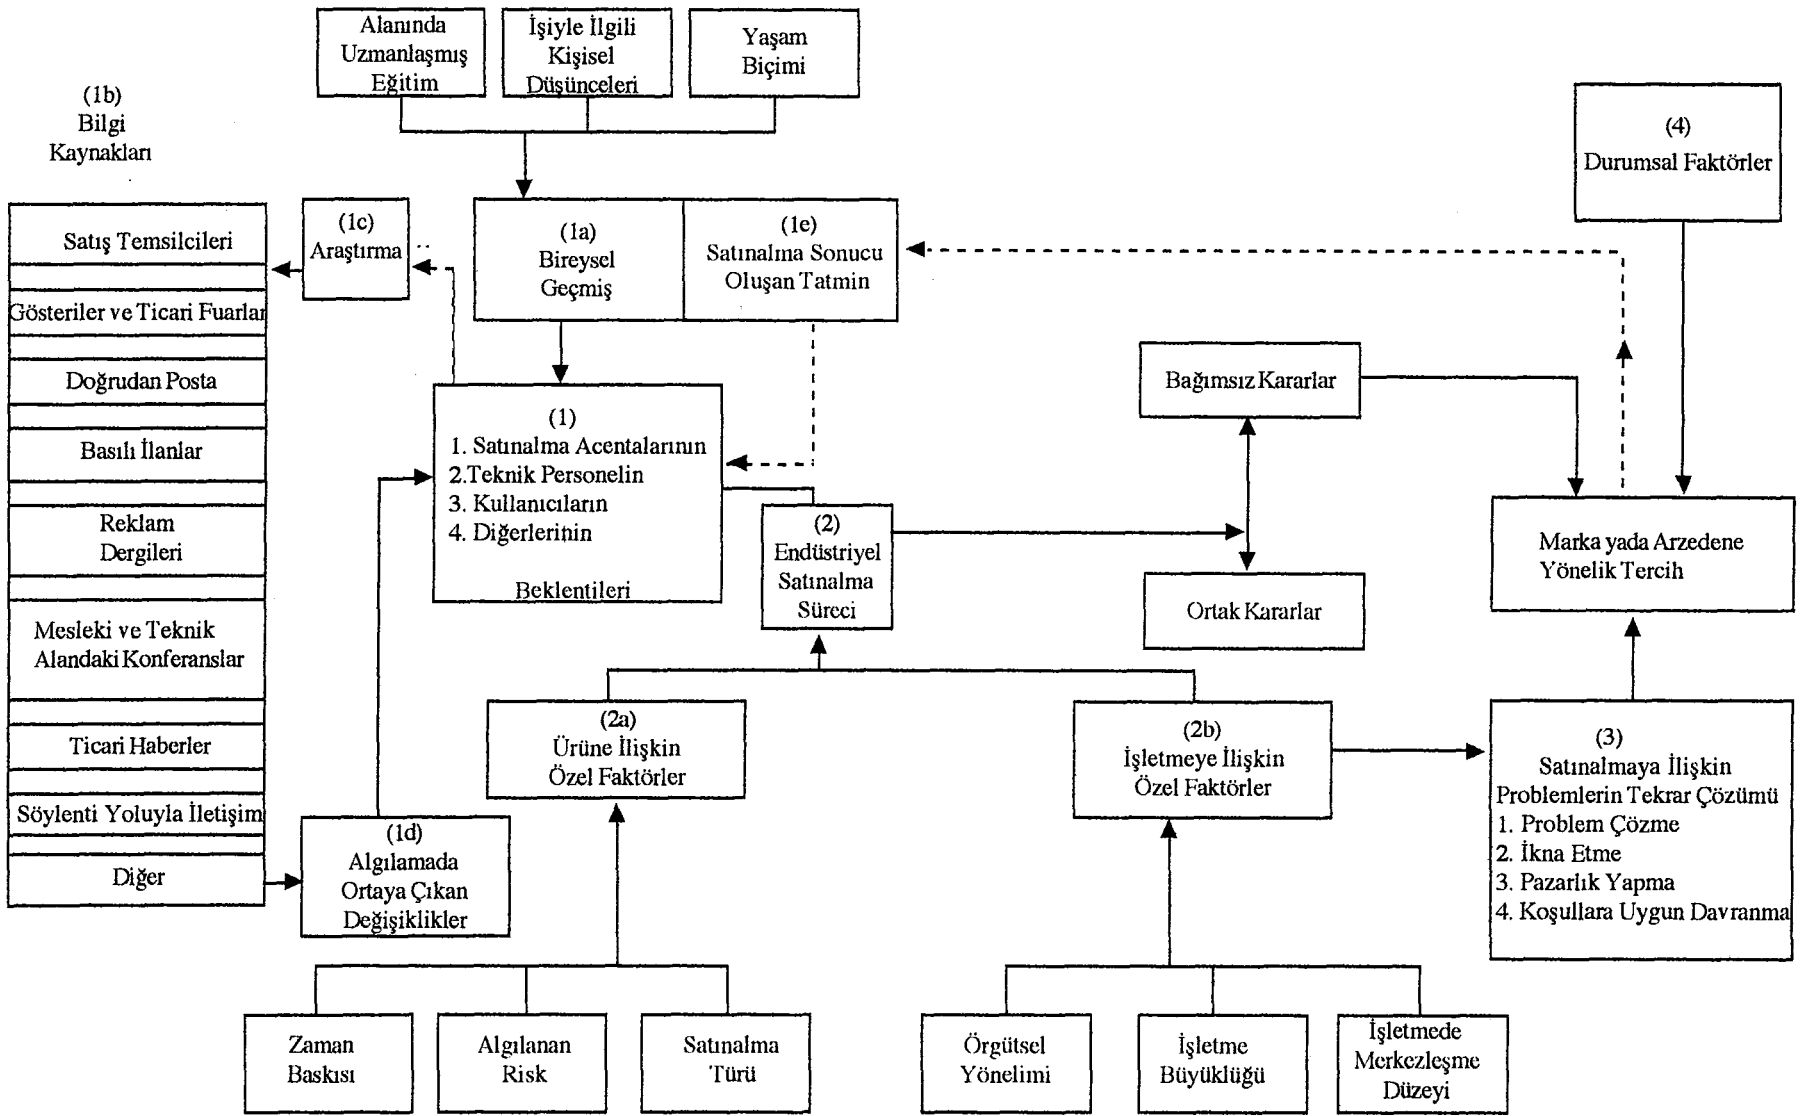 Alanında
Uzmanlaşmış
Eğitim
İşiyle İlgili
Kişisel
Düşünceleri
Yaşam
Biçimi
(1b)
Bilgi
Kaynakları
(4)
Durumsal Faktörler
Satış Temsilcileri
Gösteriler ve Ticari Fuarlar
Doğrudan Posta
Basılı İlanlar
Reklam
Dergileri
Mesleki ve Teknik
Alandaki Konferanslar
Ticari Haberler
Söylenti Yoluyla İletişim
Diğer
(1c)
Araştırma
(1a)
Bireysel
Geçmiş
(1e)
Satınalma Sonucu
Oluşan Tatmin
(1)
1. Satınalma Acentalarının
2.Teknik Personelin
3. Kullanıcıların
4. Diğerlerinin
Beklentileri
(2)
Endüstriyel
Satınalma
Süreci
Bağımsız Kararlar
Ortak Kararlar
Marka yada Arzedene
Yönelik Tercih
(1d)
Algılamada
Ortaya Çıkan
Değişiklikler
(2a)
Ürüne İlişkin
Özel Faktörler
(2b)
İşletmeye İlişkin
Özel Faktörler
(3)
Satınalmaya İlişkin
Problemlerin Tekrar Çözümü
1. Problem Çözme
2. İkna Etme
3. Pazarlık Yapma
4. Koşullara Uygun Davranma
Zaman
Baskısı
Algılanan
Risk
Satınalma
Türü
Örgütsel
Yönelimi
İşletme
Büyüklüğü
İşletmede
Merkezleşme
Düzeyi